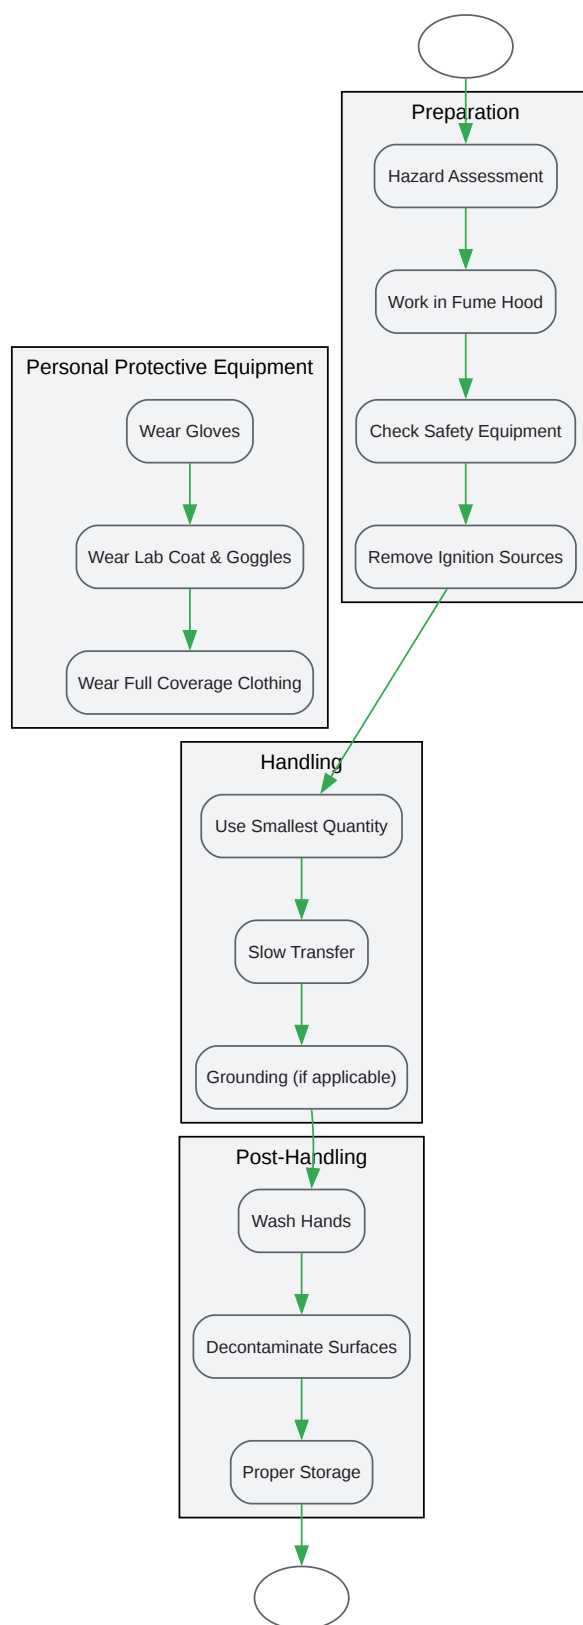 Preparation
Hazard Assessment
Work in Fume Hood
Check Safety Equipment
Remove Ignition Sources
Personal Protective Equipment
Wear Gloves
Wear Lab Coat & Goggles
Wear Full Coverage Clothing
Handling
Use Smallest Quantity
Slow Transfer
Grounding (if applicable)
Post-Handling
Wash Hands
Decontaminate Surfaces
Proper Storage